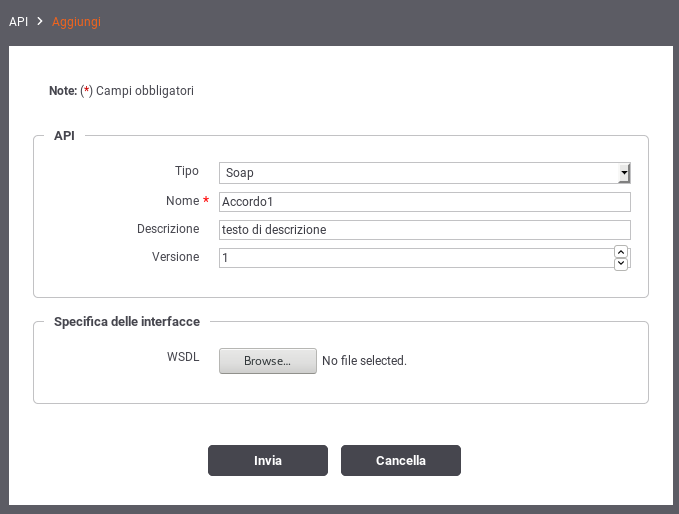 API > Aggiungi
Note: (*) Campi obbligatori
API
Tipo Soap
Nome * Accordo1
Descrizione testo di descrizione
Versione 1
Specifica delle interfacce
WSDL Browse... No file selected.
Invia Cancella